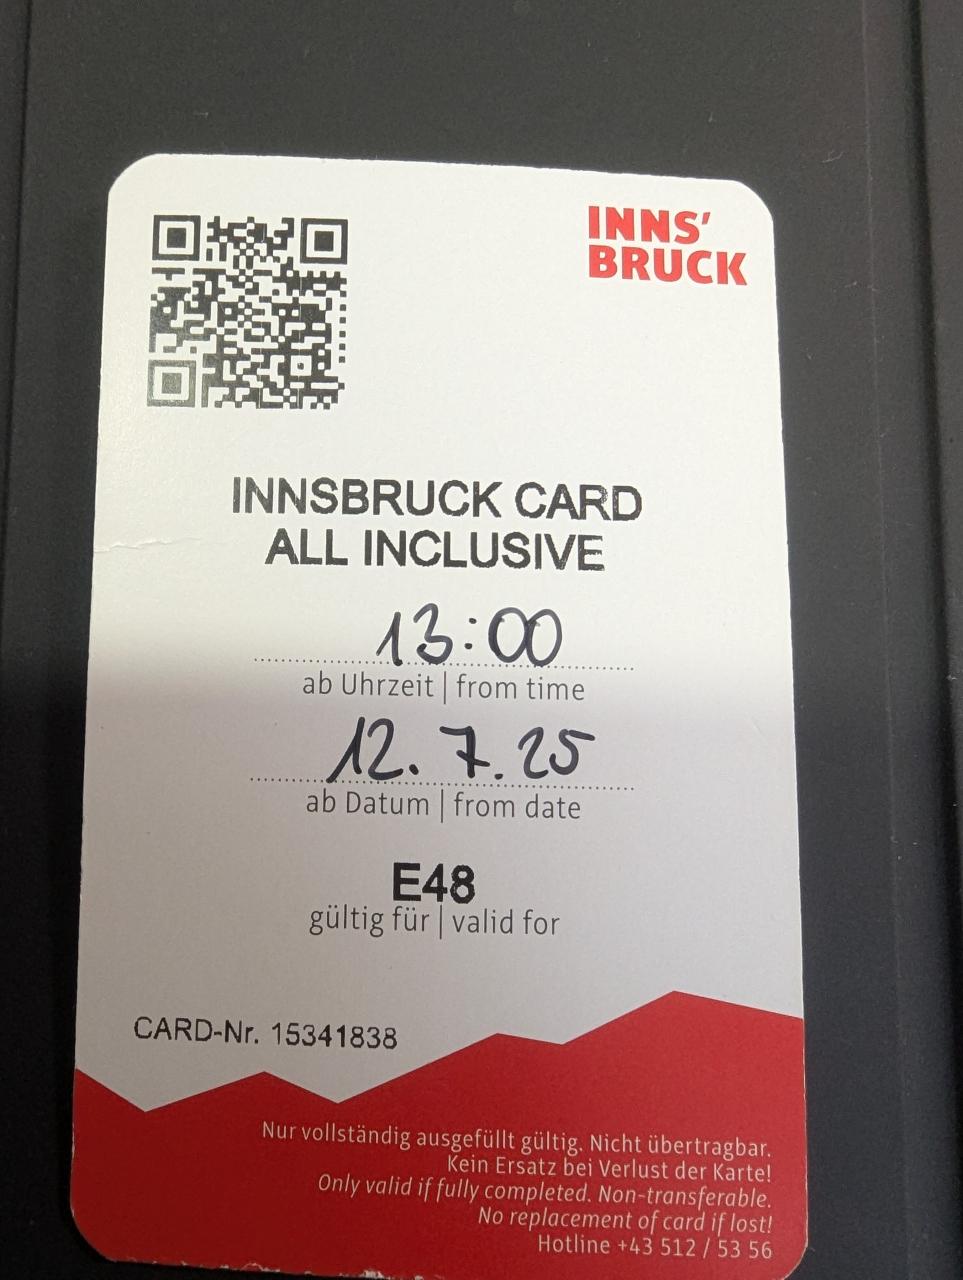 INNS'
BRUCK
INNSBRUCK CARD
ALL INCLUSIVE
13:00
ab Uhrzeit | from time
12. 7. 25
ab Datum | from date
E48
gültig für | valid for
CARD-Nr. 15341838
Nur vollständig ausgefüllt gültig. Nicht übertragbar.
Kein Ersatz bei Verlust der Karte!
Only valid if fully completed. Non-transferable.
No replacement of card if lost!
Hotline +43 512 / 53 56